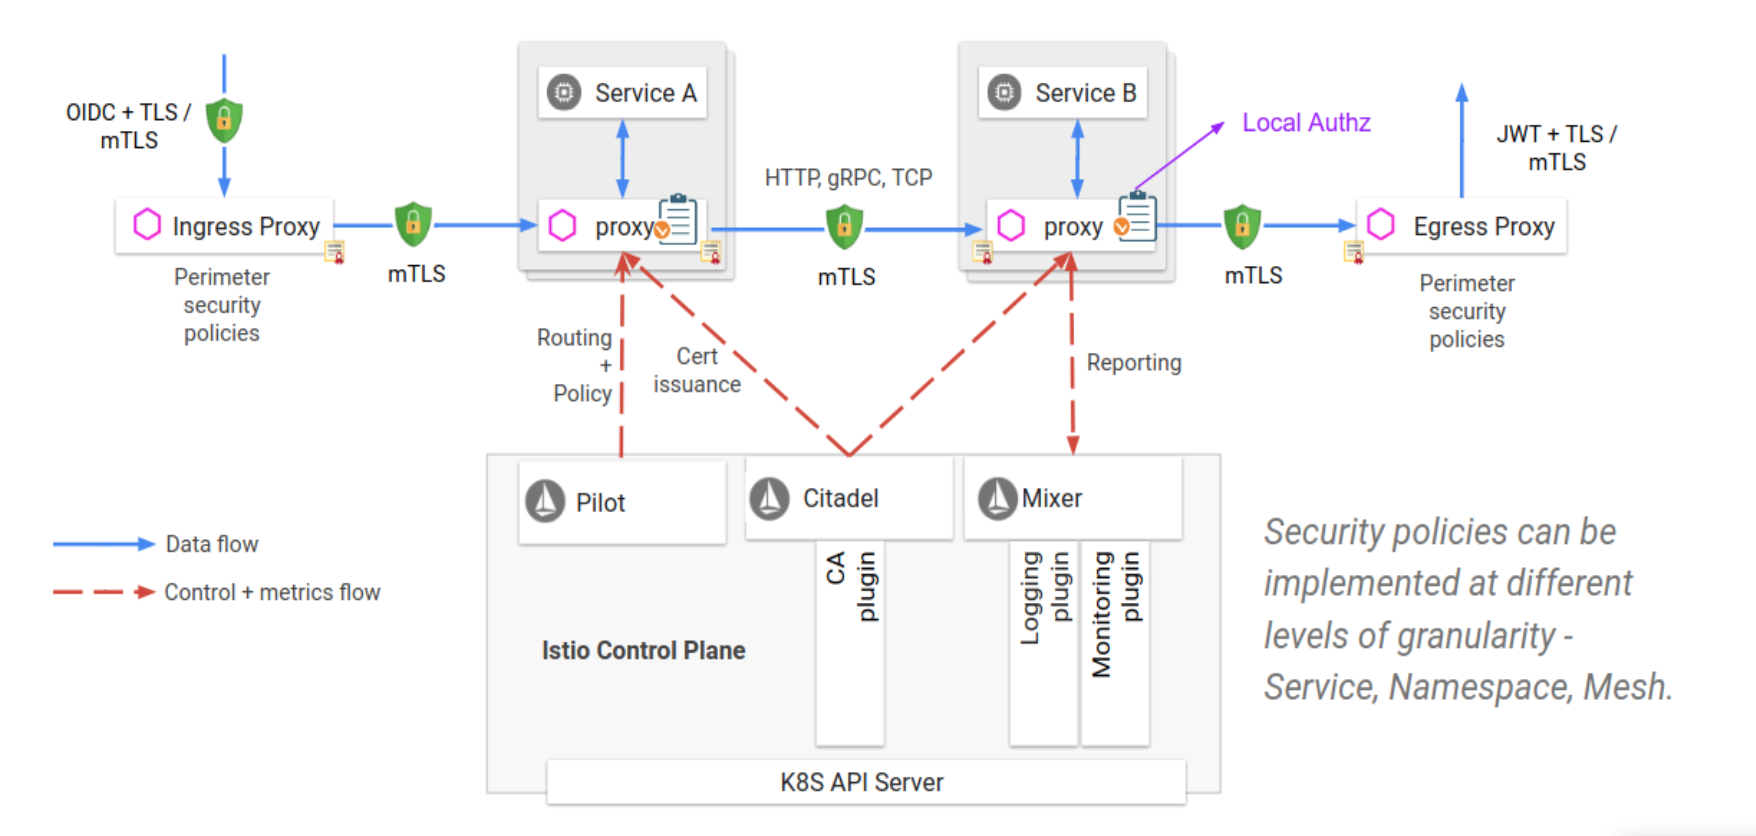 OIDC + TLS /
mTLS
Ingress Proxy
Perimeter
security
policies
mTLS
Service A
proxy
HTTP, gRPC, TCP
mTLS
Service B
proxy
Local Authz
mTLS
JWT + TLS /
mTLS
Egress Proxy
Perimeter
security
policies
Routing
+
Policy
Cert
issuance
Reporting
Pilot
Citadel
Mixer
CA
plugin
Logging
plugin
Monitoring
plugin
Istio Control Plane
K8S API Server
Data flow
Control + metrics flow
Security policies can be
implemented at different
levels of granularity -
Service, Namespace, Mesh.